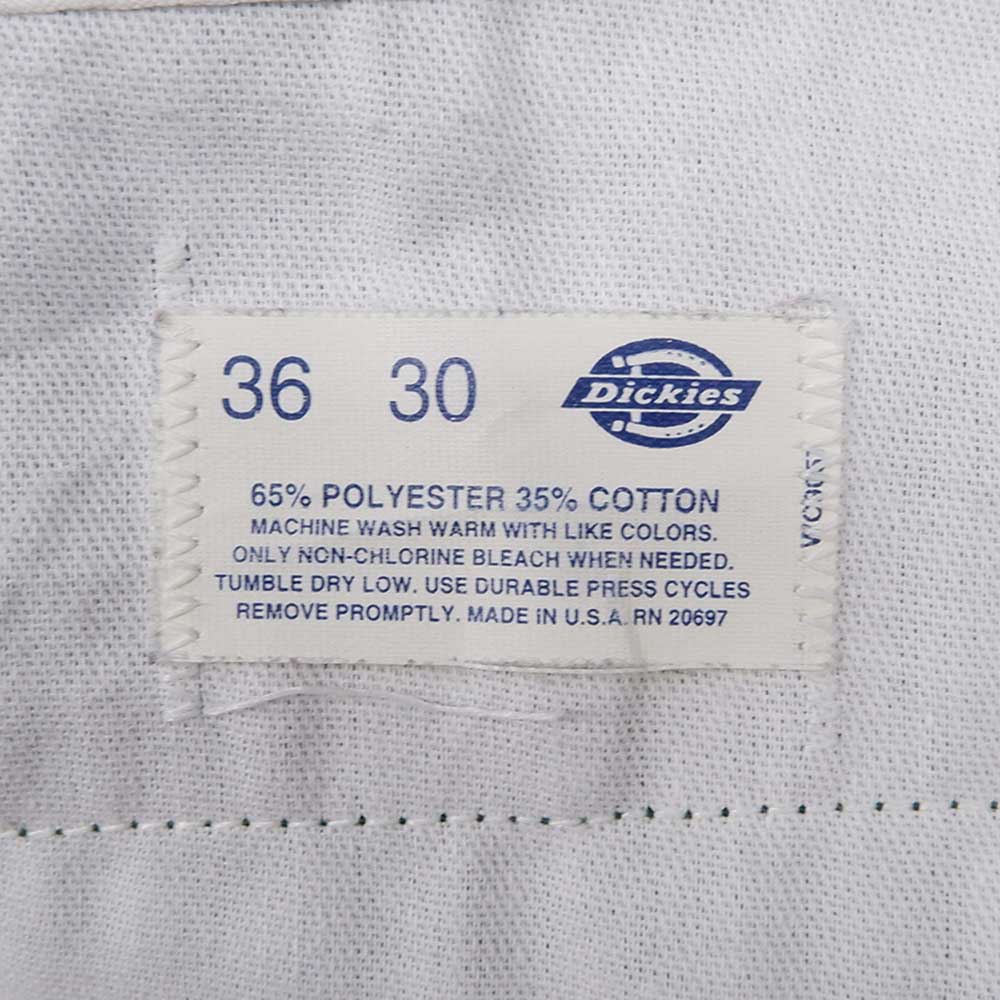 36 30
Dickies
65% POLYESTER 35% COTTON
MACHINE WASH WARM WITH LIKE COLORS.
ONLY NON-CHLORINE BLEACH WHEN NEEDED.
TUMBLE DRY LOW. USE DURABLE PRESS CYCLES
REMOVE PROMPTLY. MADE IN U.S.A. RN 20697